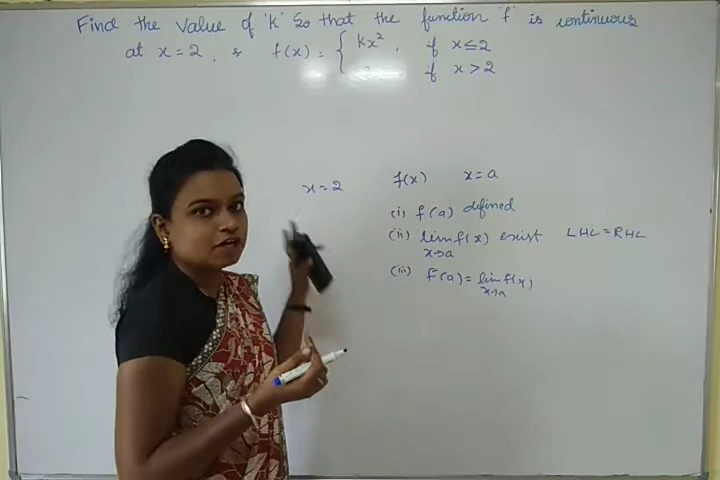 Find the value of 'k' so that the function 'f' is continuous
at x = 2, & f(x) = { kx², if x ≤ 2
if x > 2
x = 2
f(x) x = a
(i) f(a) defined
(ii) lim f(x) exist LHL = RHL
x→a
(iii) f(a) = lim f(x)
x→a